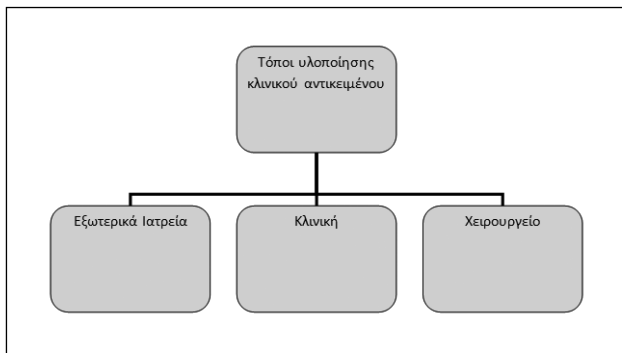 Τόποι υλοποίησης
κλινικού αντικειμένου
Εξωτερικά Ιατρεία
Κλινική
Χειρουργείο